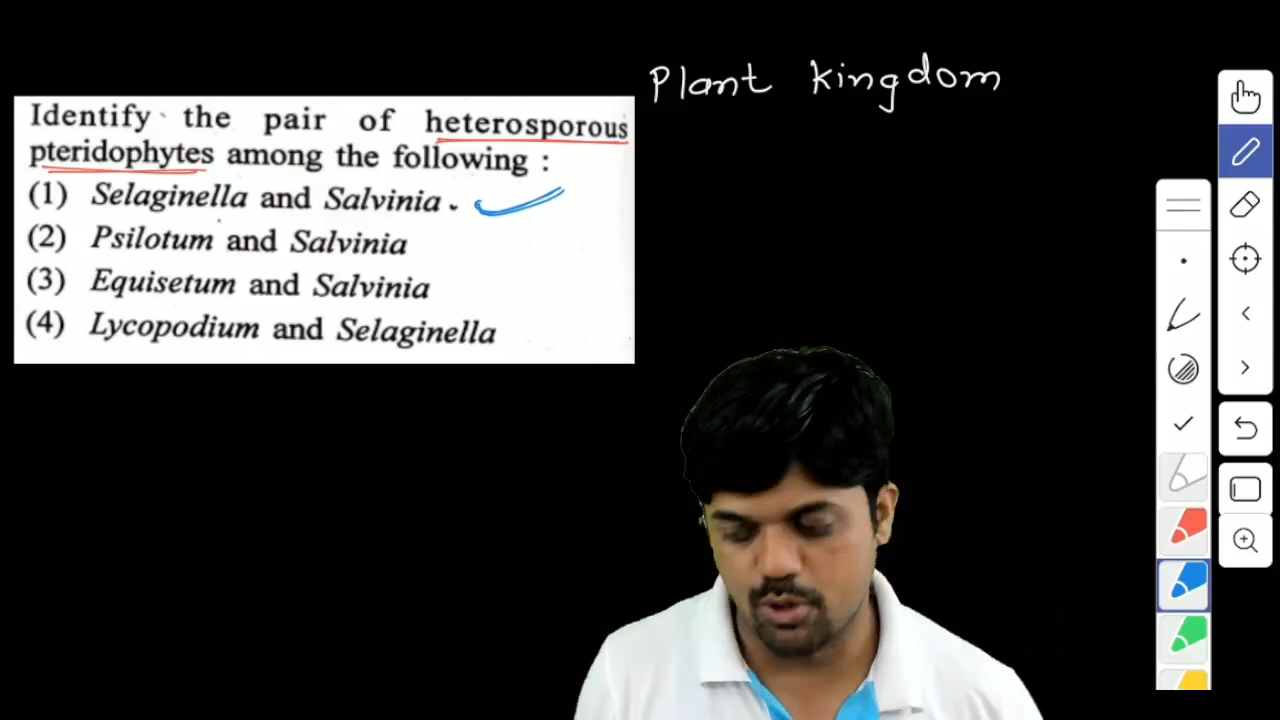 Plant kingdom
Identify the pair of heterosporous
pteridophytes among the following :
(1) Selaginella and Salvinia.
(2) Psilotum and Salvinia
(3) Equisetum and Salvinia
(4) Lycopodium and Selaginella